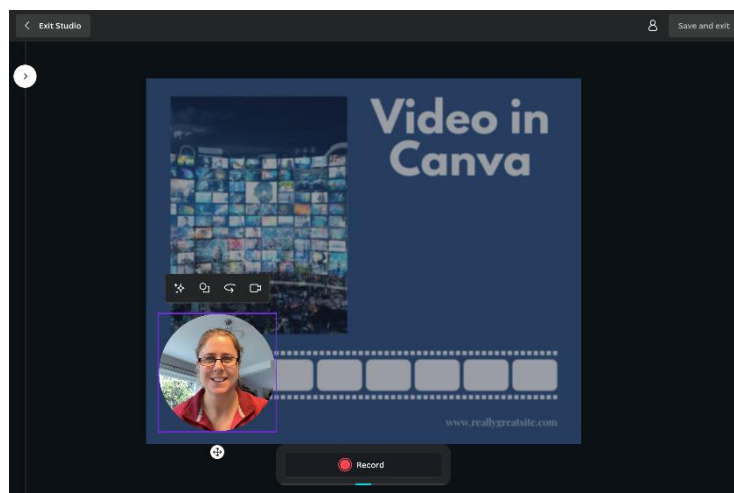 Exit Studio
Save and exit
Video in
Canva
www.reallygreatsite.com
Record